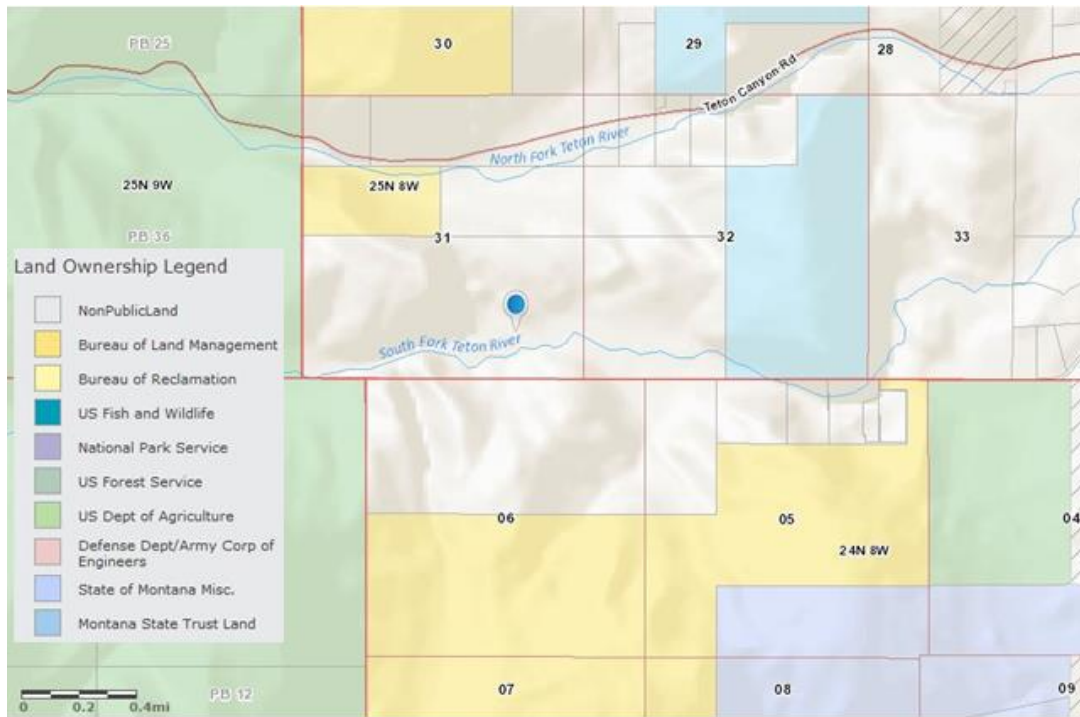 PB 25
30
29
28
Teton Canyon Rd
North Fork Teton River
25N 9W
25N 8W
PB 36
31
32
33
Land Ownership Legend
NonPublicLand
Bureau of Land Management
Bureau of Reclamation
US Fish and Wildlife
National Park Service
US Forest Service
US Dept of Agriculture
Defense Dept/Army Corp of
Engineers
State of Montana Misc.
Montana State Trust Land
South Fork Teton River
06
05
04
24N 8W
PB 12
07
08
09
0 0.2 0.4mi